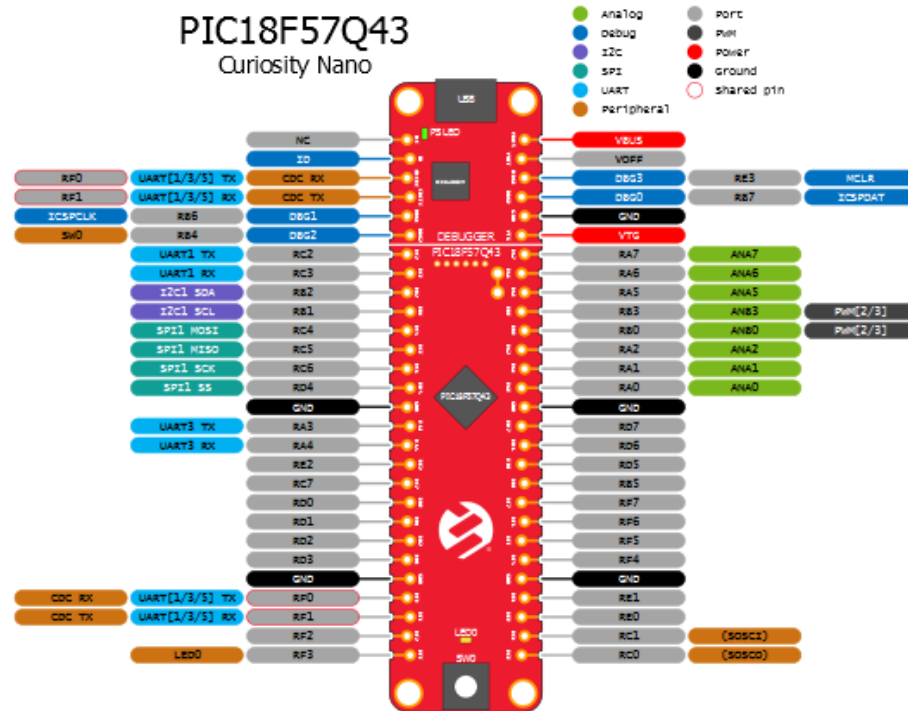 PIC18F57Q43
Curiosity Nano
Analog
Debug
I2C
SPI
UART
Peripheral
Port
PWM
Power
Ground
Shared pin
USB
PS LED
DEBUGGER
NC
VBUS
ID
VOFF
RF0 UART[1/3/5] TX CDC RX
DBG3 RE3 MCLR
RF1 UART[1/3/5] RX CDC TX
DBG0 RB7 ICSPDAT
ICSPCLK RB6 DBG1
GND
SW0 RB4 DBG2
DEBUGGER
VTG
UART1 TX RC2
PIC18F57Q43
RA7 ANA7
UART1 RX RC3
RA6 ANA6
I2C1 SDA RB2
RA5 ANA5
I2C1 SCL RB1
RB3 ANB3 PWM[2/3]
SPI1 MOSI RC4
RB0 ANB0 PWM[2/3]
SPI1 MISO RC5
RA2 ANA2
SPI1 SCK RC6
RA1 ANA1
SPI1 SS RD4
PIC18F57Q43
RA0 ANA0
GND
GND
UART3 TX RA3
RD7
UART3 RX RA4
RD6
RE2
RD5
RC7
RB5
RD0
RF7
RD1
RF6
RD2
RF5
RD3
RF4
GND
GND
CDC RX UART[1/3/5] TX RF0
RE1
CDC TX UART[1/3/5] RX RF1
RE0
RF2
LED0
RC1 (SOSCI)
LED0 RF3
SW0
RC0 (SOSCO)